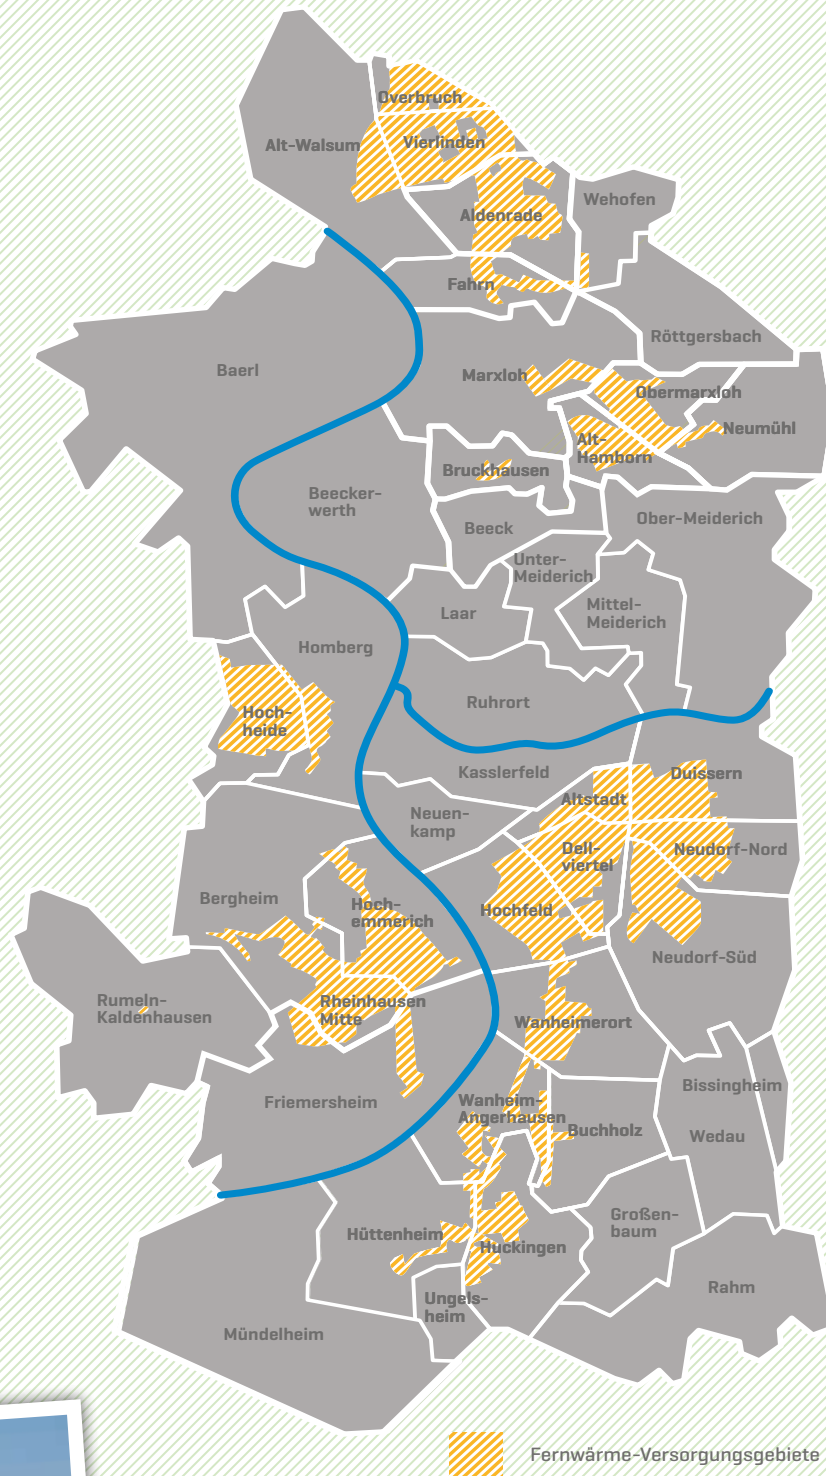 Overbruch
Alt-Walsum
Vierlinden
Wehofen
Aldenrade
Fahrn
Röttgersbach
Baerl
Marxloh
Obermarxloh
Neumühl
Alt-
Hamborn
Bruckhausen
Beecker-
werth
Beeck
Ober-Meiderich
Unter-
Meiderich
Mittel-
Meiderich
Laar
Homberg
Ruhrort
Hoch-
heide
Kasslerfeld
Duissern
Altstadt
Neuen-
kamp
Dell-
viertel
Neudorf-Nord
Bergheim
Hoch-
emmerich
Hochfeld
Neudorf-Süd
Rumeln-
Kaldenhausen
Rheinhausen
Mitte
Wanheimerort
Bissingheim
Friemersheim
Wanheim-
Angerhausen
Buchholz
Wedau
Großen-
baum
Hüttenheim
Huckingen
Rahm
Ungels-
heim
Mündelheim
Fernwärme-Versorgungsgebiete